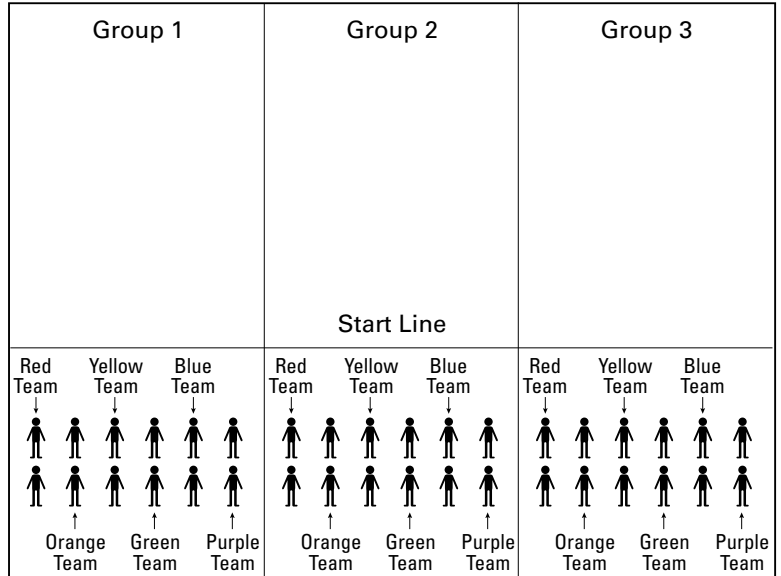 Group 1
Group 2
Group 3
Start Line
Red
Team
Yellow
Team
Blue
Team
Red
Team
Yellow
Team
Blue
Team
Red
Team
Yellow
Team
Blue
Team
Orange
Team
Green
Team
Purple
Team
Orange
Team
Green
Team
Purple
Team
Orange
Team
Green
Team
Purple
Team